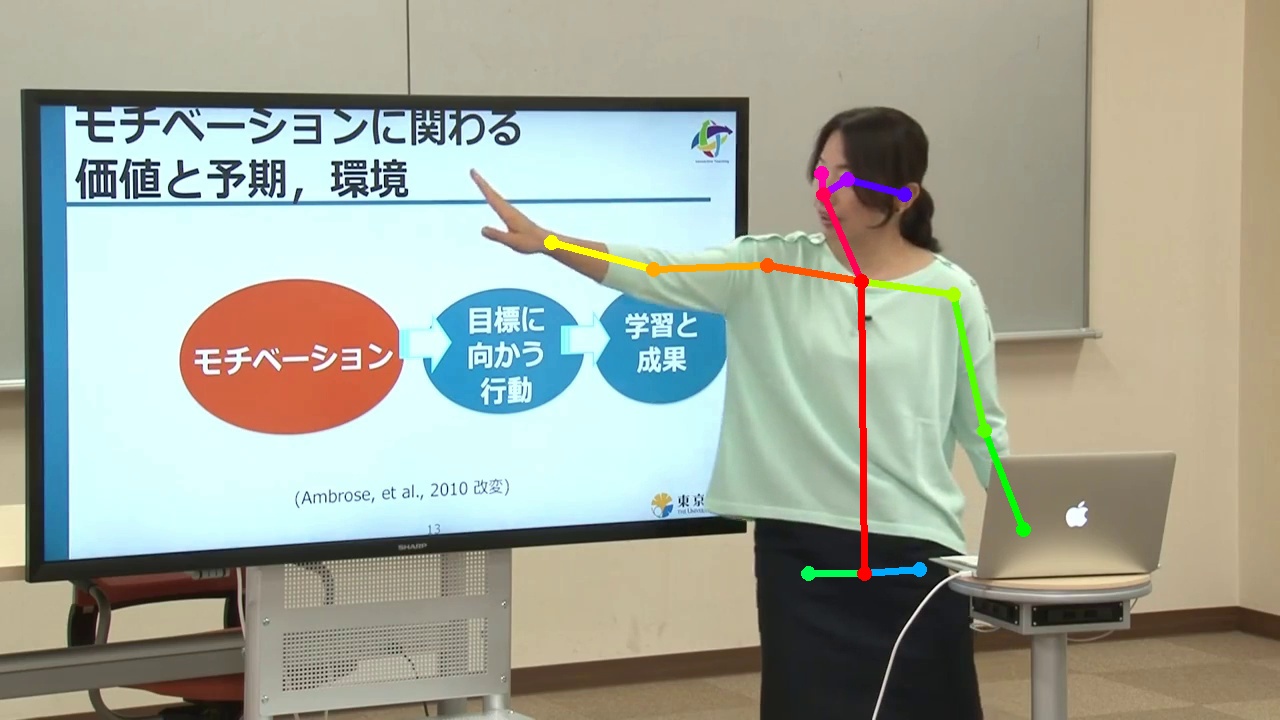 モチベーションに関わる
価値と予期，環境
モチベーション
目標に
向かう
行動
学習と
成果
(Ambrose, et al., 2010 改変)
東京
13
SHARP